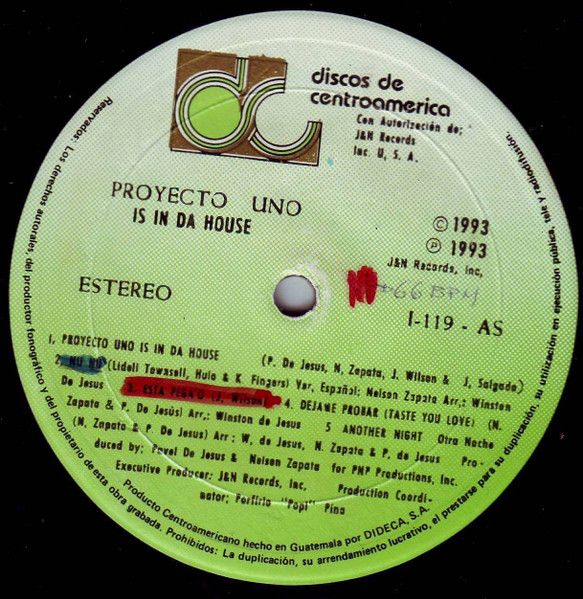 dc
discos de
centroamerica
Con Autorización de;
J&N Records
Inc. U, S. A.
PROYECTO UNO
IS IN DA HOUSE
© 1993
℗ 1993
J&N Records, Inc,
ESTEREO
66 BPM
I-119 - AS
1. PROYECTO UNO IS IN DA HOUSE (P. De Jesus, N. Zapata, J. Wilson & J, Salgado)
2. NU NU (Lidell Towasell, Hulo & K. Fingers) Var, Español; Nelson Zapata Arr.; Winston
De Jesus 3. ESTA PEGA'O (J. Wilson) 4. DEJAME PROBAR (TASTE YOU LOVE) (N.
Zapata & P. De Jesús) Arr.; Winston de Jesus 5 ANOTHER NIGHT Otra Noche
(N, Zapata & P. De Jesus) Arr; W, de Jesus, N. Zapata & P. de Jesus Pro-
duced by: Pavel De Jesus & Nelson Zapata for PNP Productions, Inc.
Executive Producer: J&N Records, Inc. Production Coordi-
nator; Porfirio "Popi" Pina
Producto Centroamericano hecho en Guatemala por DIDECA, S.A.
Reservados: Los derechos autorales, del productor fonográfico y del propietario de esta obra grabada. Prohibidos: La duplicación, su arrendamiento lucrativo, el prestarse para su duplicación, su utilización en ejecución pública, tele y radiodifusión.